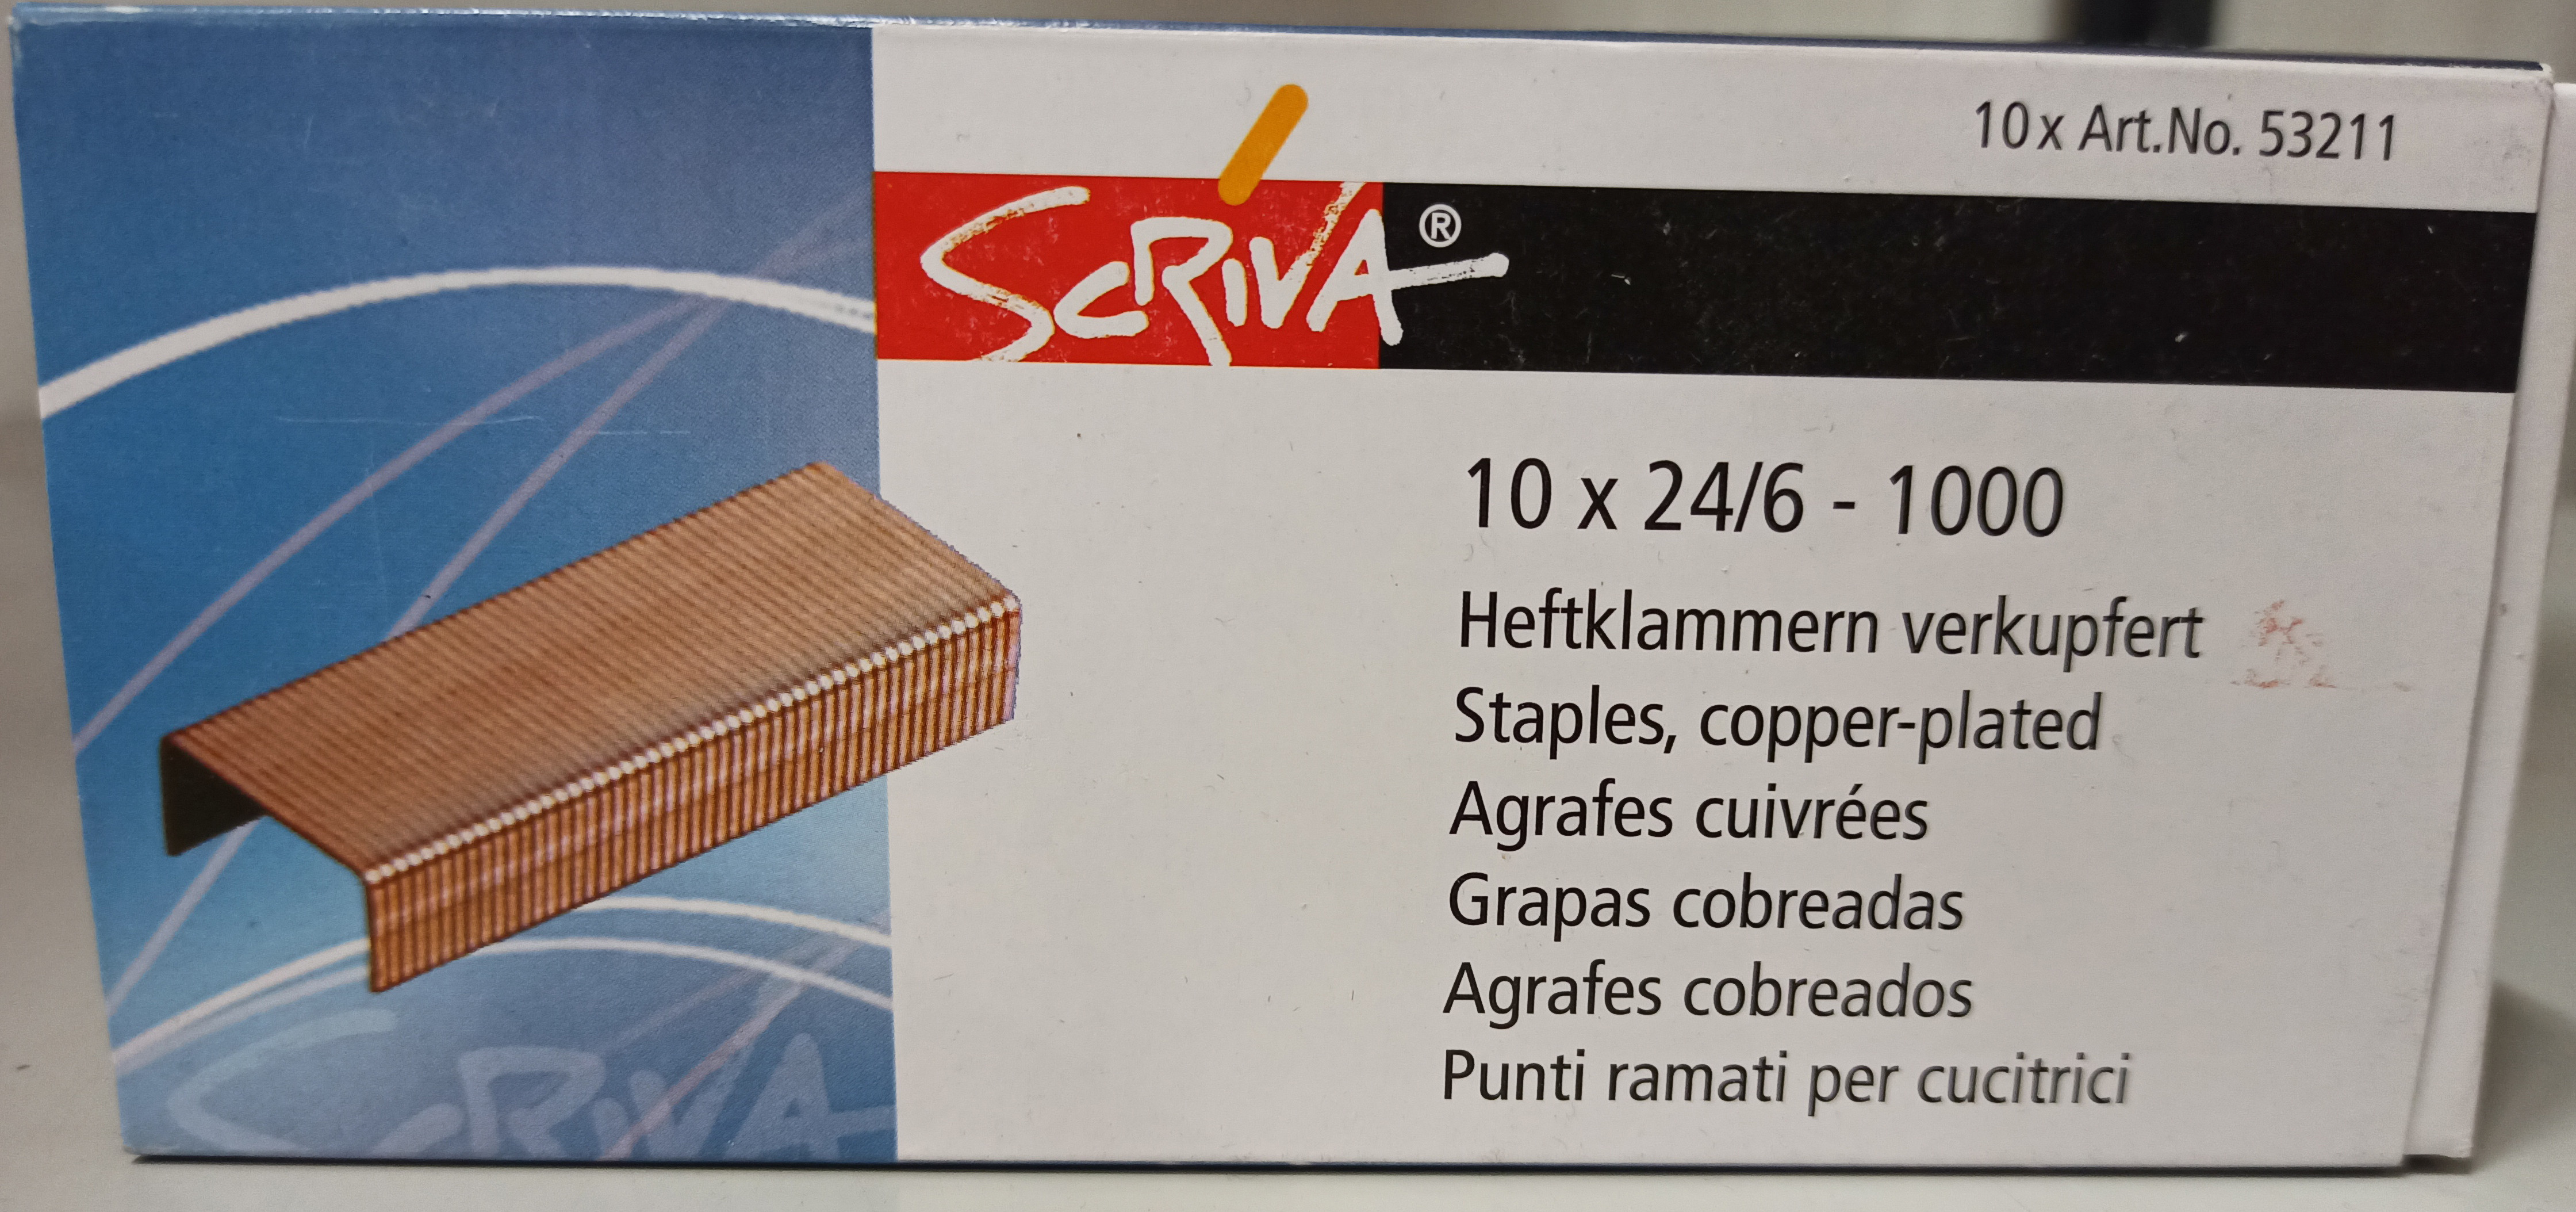 10x Art.No. 53211
SCRIVA®
10 x 24/6 - 1000
Heftklammern verkupfert
Staples, copper-plated
Agrafes cuivrées
Grapas cobreadas
Agrafes cobreados
Punti ramati per cucitrici
SCRIVA